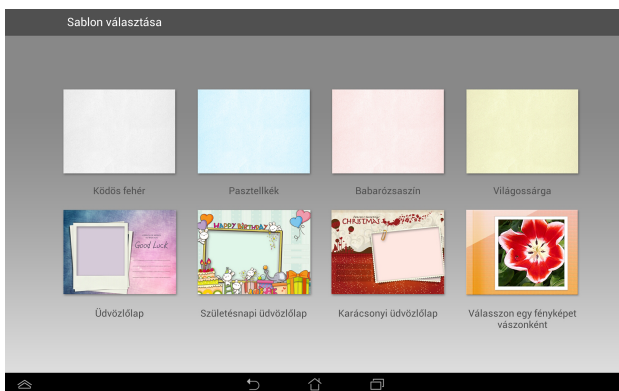 Sablon választása
Ködös fehér
Pasztellkék
Babarózsaszín
Világossárga
Good Luck
HAPPY BIRTHDAY
CHRISTMAS
Üdvözlőlap
Születésnapi üdvözlőlap
Karácsonyi üdvözlőlap
Válasszon egy fényképet
vászonként